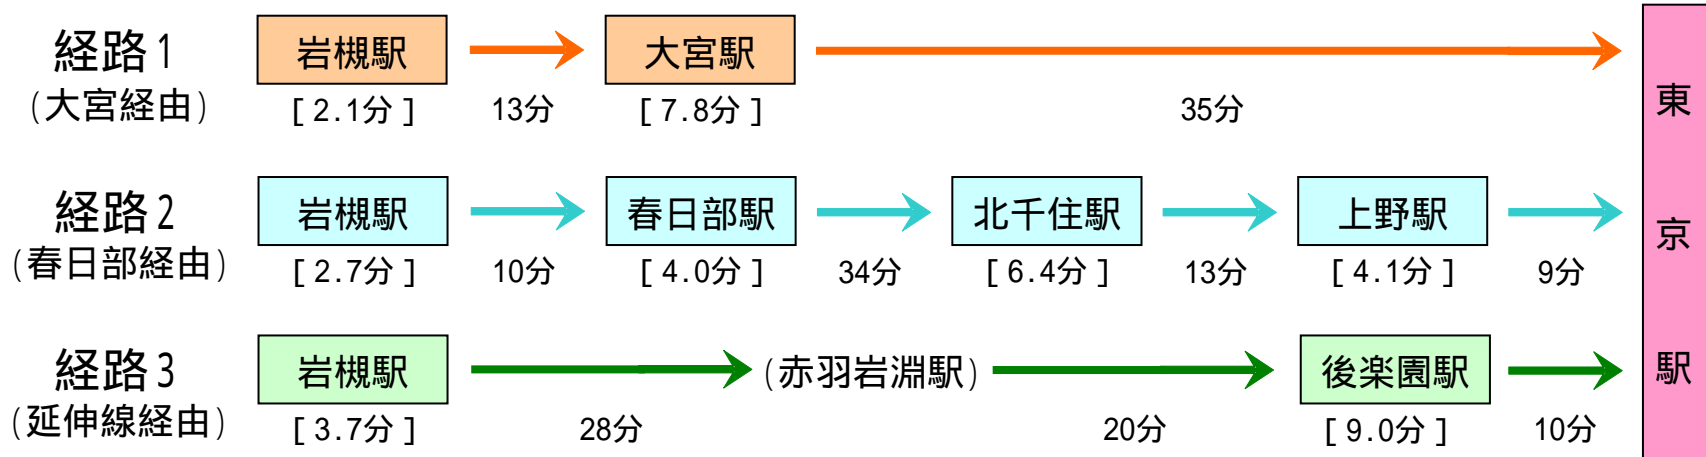 経路1
(大宮経由)
岩槻駅
大宮駅
[2.1分]
13分
[7.8分]
35分
経路2
(春日部経由)
岩槻駅
春日部駅
北千住駅
上野駅
[2.7分]
10分
[4.0分]
34分
[6.4分]
13分
[4.1分]
9分
経路3
(延伸線経由)
岩槻駅
(赤羽岩淵駅)
後楽園駅
[3.7分]
28分
20分
[9.0分]
10分
東京駅